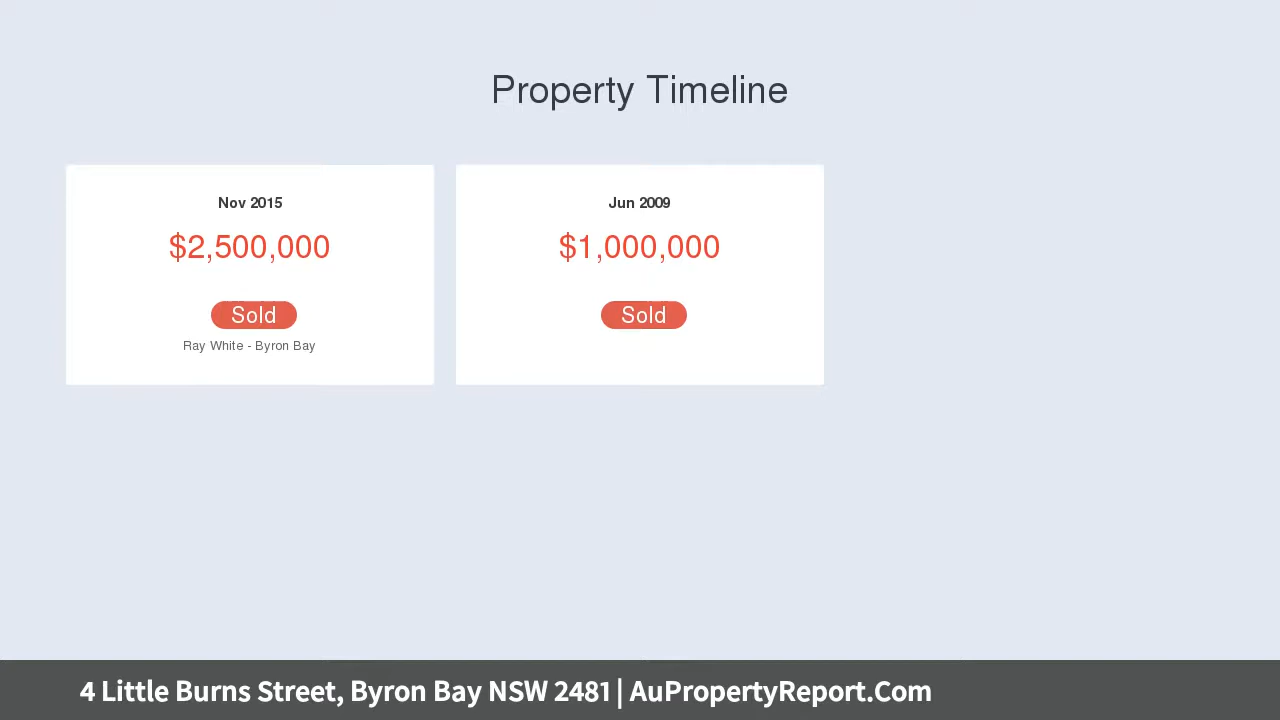 Property Timeline
Nov 2015
$2,500,000
Sold
Ray White - Byron Bay
Jun 2009
$1,000,000
Sold
4 Little Burns Street, Byron Bay NSW 2481 | AuPropertyReport.Com